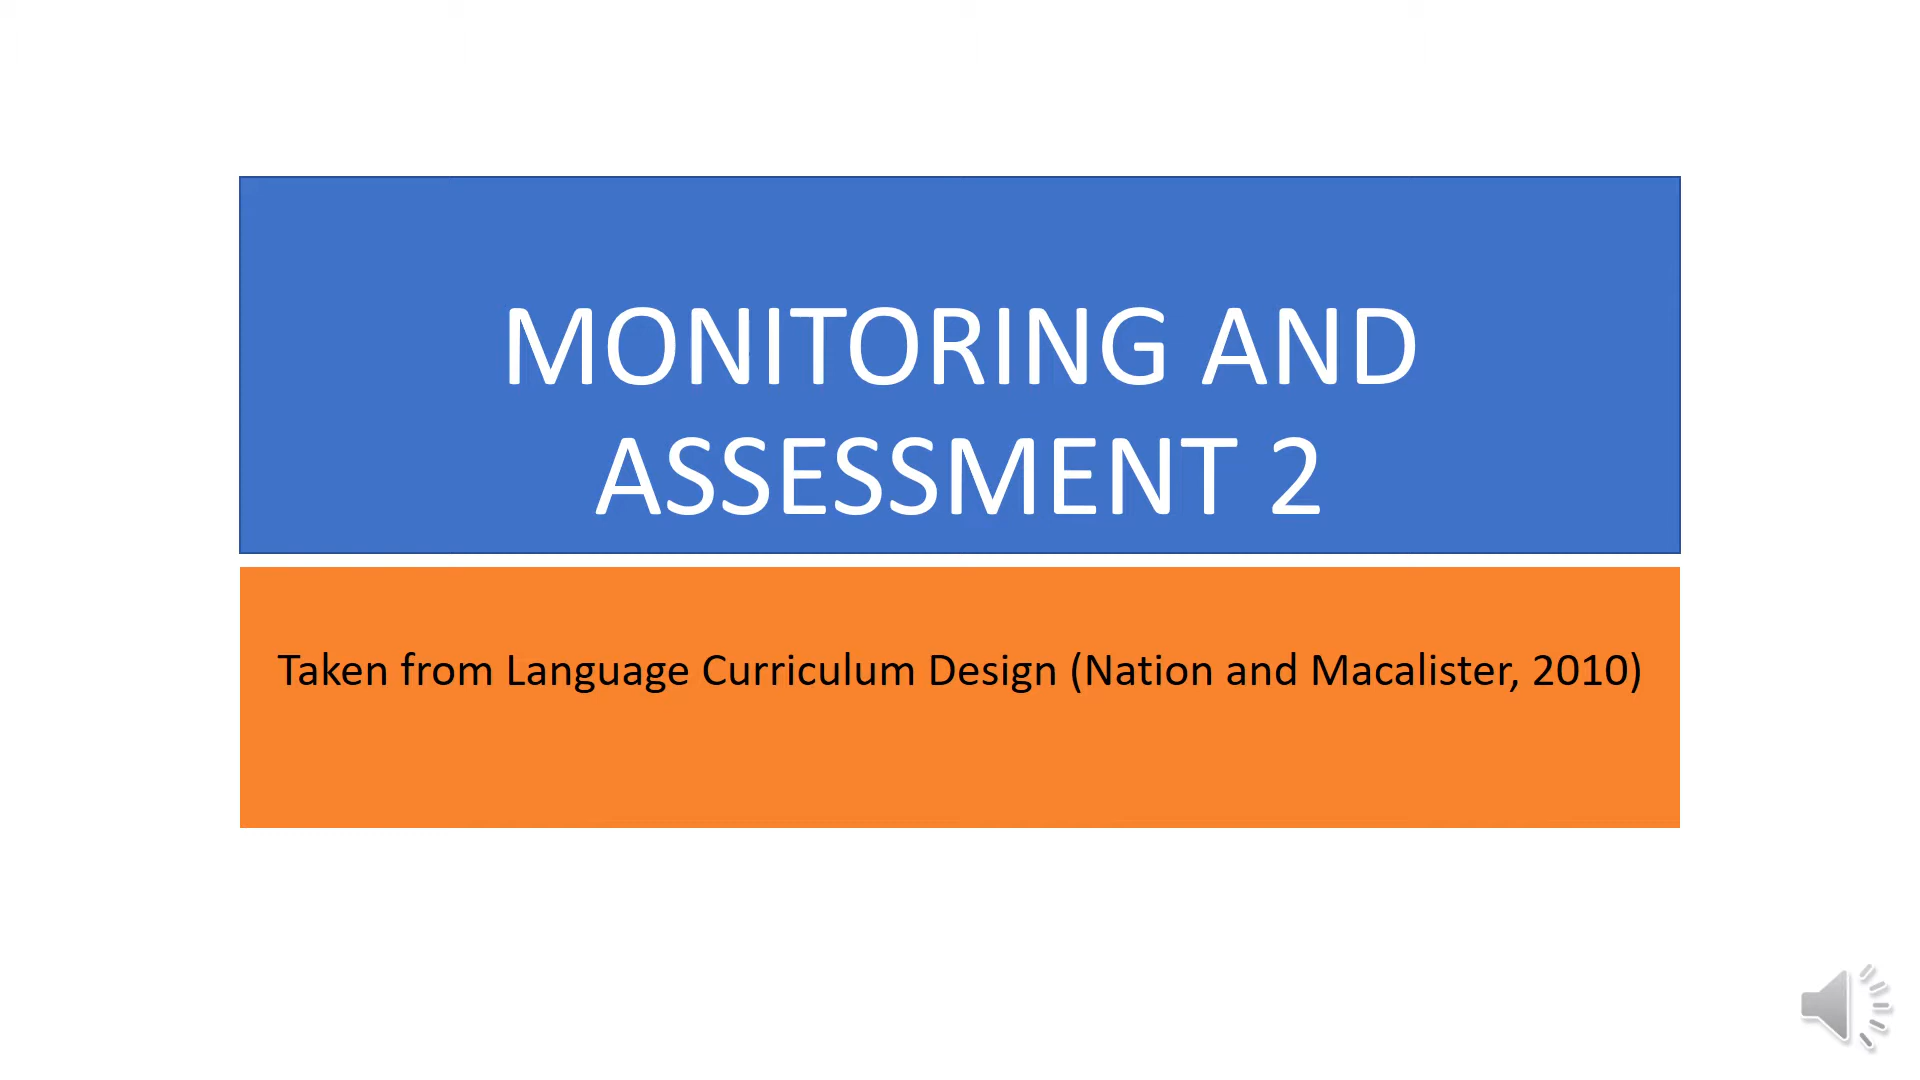 MONITORING AND
ASSESSMENT 2
Taken from Language Curriculum Design (Nation and Macalister, 2010)